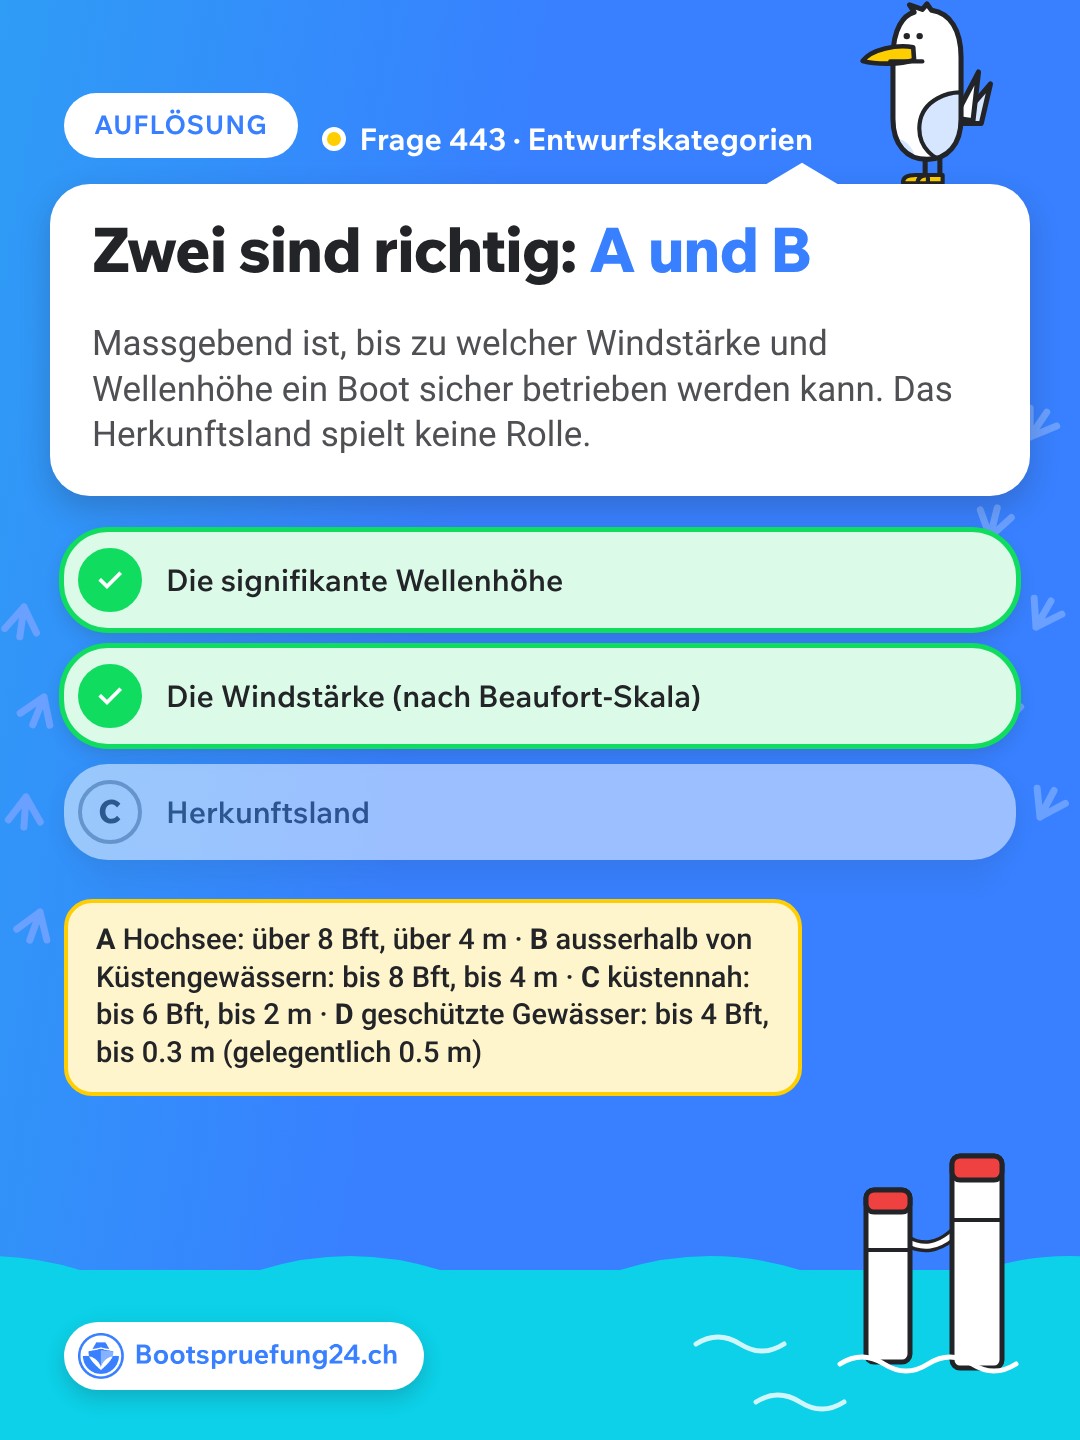 AUFLÖSUNG
Frage 443 · Entwurfskategorien
Zwei sind richtig: A und B
Massgebend ist, bis zu welcher Windstärke und
Wellenhöhe ein Boot sicher betrieben werden kann. Das
Herkunftsland spielt keine Rolle.
Die signifikante Wellenhöhe
Die Windstärke (nach Beaufort-Skala)
C Herkunftsland
A Hochsee: über 8 Bft, über 4 m · B ausserhalb von
Küstengewässern: bis 8 Bft, bis 4 m · C küstennah:
bis 6 Bft, bis 2 m · D geschützte Gewässer: bis 4 Bft,
bis 0.3 m (gelegentlich 0.5 m)
Bootspruefung24.ch